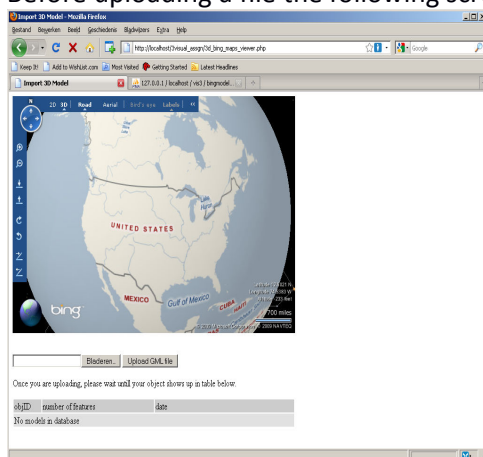 Before uploading a file the following scr
Import 3D Model - Mozilla Firefox
Bestand Bewerken Beeld Geschiedenis Bladwijzers Extra Help
http://localhost/3visual_assign/3d_bing_maps_viewer.php
Google
Keep It! Add to WishList.com Most Visited Getting Started Latest Headlines
Import 3D Model 127.0.0.1 / localhost / vis3 / bingmodel...
2D 3D Road Aerial Bird's eye Labels «
N
UNITED STATES
MEXICO
Gulf of Mexico
CUBA
HAITI
700 miles
bing
Bladeren... Upload GML file
Once you are uploading, please wait untill your object shows up in table below.
objID number of features date
No models in database